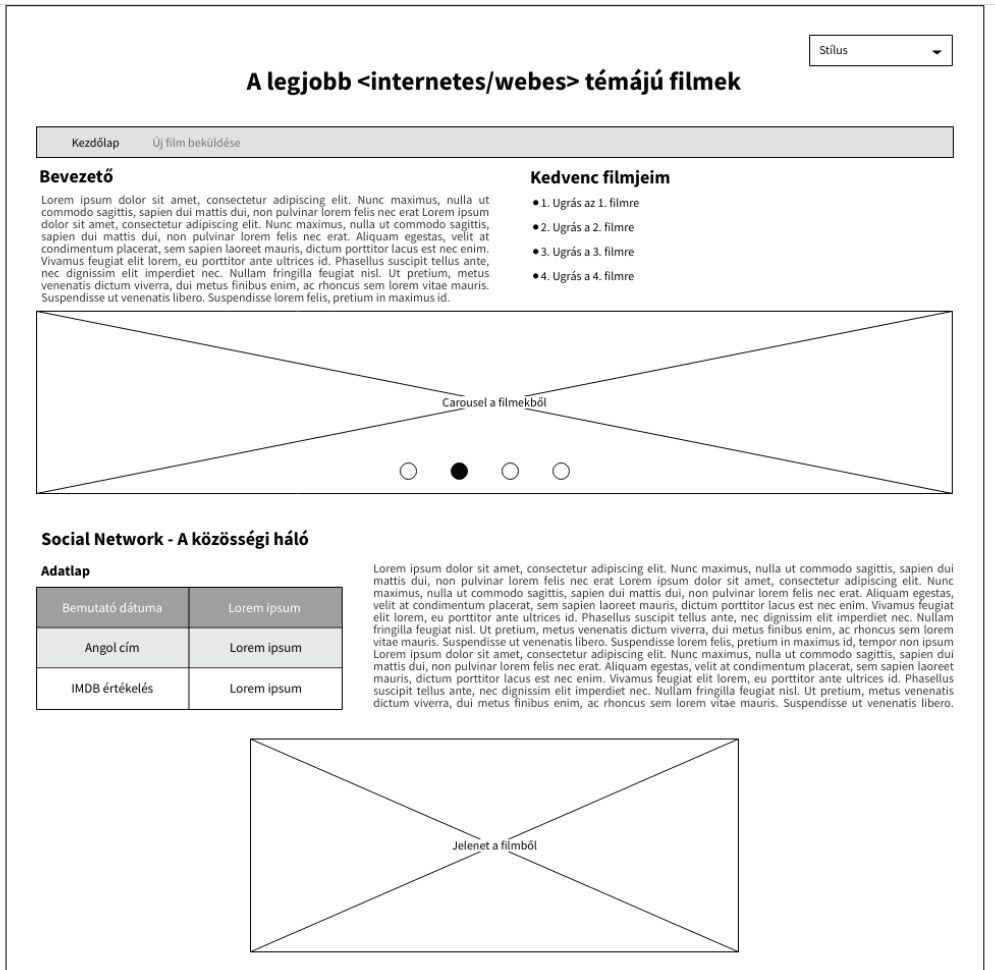 Stílus
A legjobb <internetes/webes> témájú filmek
Kezdőlap
Új film beküldése
Bevezető
Lorem ipsum dolor sit amet, consectetur adipiscing elit. Nunc maximus, nulla ut
commodo sagittis, sapien dui mattis dui, non pulvinar lorem felis nec erat Lorem ipsum
dolor sit amet, consectetur adipiscing elit. Nunc maximus, nulla ut commodo sagittis,
sapien dui mattis dui, non pulvinar lorem felis nec erat. Aliquam egestas, velit at
condimentum placerat, sem sapien laoreet mauris, dictum porttitor lacus est nec enim.
Vivamus feugiat elit lorem, eu porttitor ante ultrices id. Phasellus suscipit tellus ante,
nec dignissim elit imperdiet nec. Nullam fringilla feugiat nisl. Ut pretium, metus
venenatis dictum viverra, dui metus finibus enim, ac rhoncus sem lorem vitae mauris.
Suspendisse ut venenatis libero. Suspendisse lorem felis, pretium in maximus id.
Kedvenc filmjeim
• 1. Ugrás az 1. filmre
• 2. Ugrás a 2. filmre
• 3. Ugrás a 3. filmre
• 4. Ugrás a 4. filmre
Carousel a filmekből
Social Network - A közösségi háló
Adatlap
Bemutató dátuma Lorem ipsum
Angol cím Lorem ipsum
IMDB értékelés Lorem ipsum
Lorem ipsum dolor sit amet, consectetur adipiscing elit. Nunc maximus, nulla ut commodo sagittis, sapien dui
mattis dui, non pulvinar lorem felis nec erat Lorem ipsum dolor sit amet, consectetur adipiscing elit. Nunc
maximus, nulla ut commodo sagittis, sapien dui mattis dui, non pulvinar lorem felis nec erat. Aliquam egestas,
velit at condimentum placerat, sem sapien laoreet mauris, dictum porttitor lacus est nec enim. Vivamus feugiat
elit lorem, eu porttitor ante ultrices id. Phasellus suscipit tellus ante, nec dignissim elit imperdiet nec. Nullam
fringilla feugiat nisl. Ut pretium, metus venenatis dictum viverra, dui metus finibus enim, ac rhoncus sem lorem
vitae mauris. Suspendisse ut venenatis libero. Suspendisse lorem felis, pretium in maximus id, tempor non ipsum
Lorem ipsum dolor sit amet, consectetur adipiscing elit. Nunc maximus, nulla ut commodo sagittis, sapien dui
mattis dui, non pulvinar lorem felis nec erat. Aliquam egestas, velit at condimentum placerat, sem sapien laoreet
mauris, dictum porttitor lacus est nec enim. Vivamus feugiat elit lorem, eu porttitor ante ultrices id. Phasellus
suscipit tellus ante, nec dignissim elit imperdiet nec. Nullam fringilla feugiat nisl. Ut pretium, metus venenatis
dictum viverra, dui metus finibus enim, ac rhoncus sem lorem vitae mauris. Suspendisse ut venenatis libero.
Jelenet a filmből